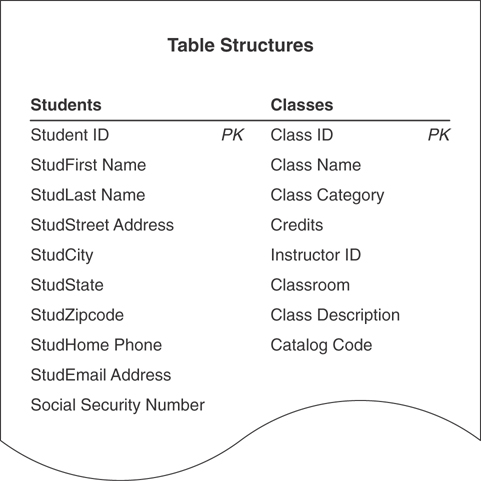 Table Structures
Students Classes
Student ID PK Class ID PK
StudFirst Name Class Name
StudLast Name Class Category
StudStreet Address Credits
StudCity Instructor ID
StudState Classroom
StudZipcode Class Description
StudHome Phone Catalog Code
StudEmail Address
Social Security Number